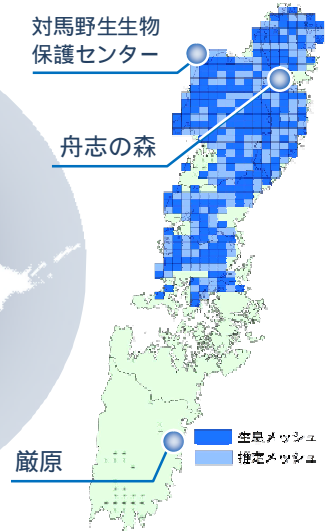 対馬野生生物
保護センター
舟志の森
厳原
生息メッシュ
推定メッシュ